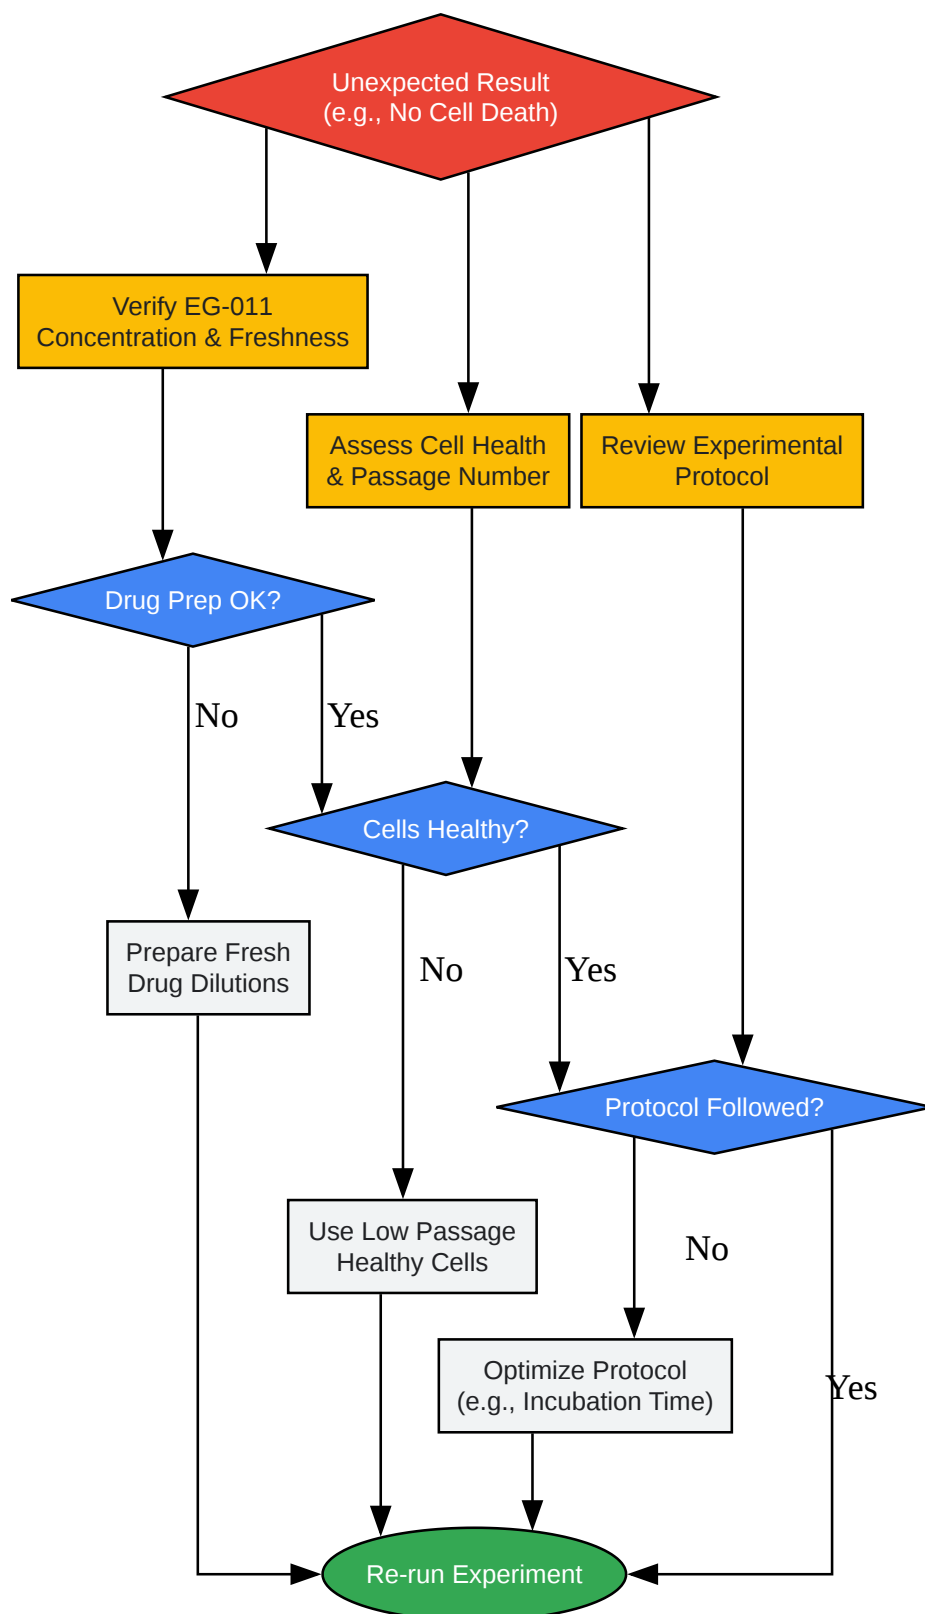 Unexpected Result
(e.g., No Cell Death)
Verify EG-011
Concentration & Freshness
Assess Cell Health
& Passage Number
Review Experimental
Protocol
Drug Prep OK?
No
Yes
Cells Healthy?
Prepare Fresh
Drug Dilutions
No
Yes
Protocol Followed?
Use Low Passage
Healthy Cells
No
Optimize Protocol
(e.g., Incubation Time)
Yes
Re-run Experiment